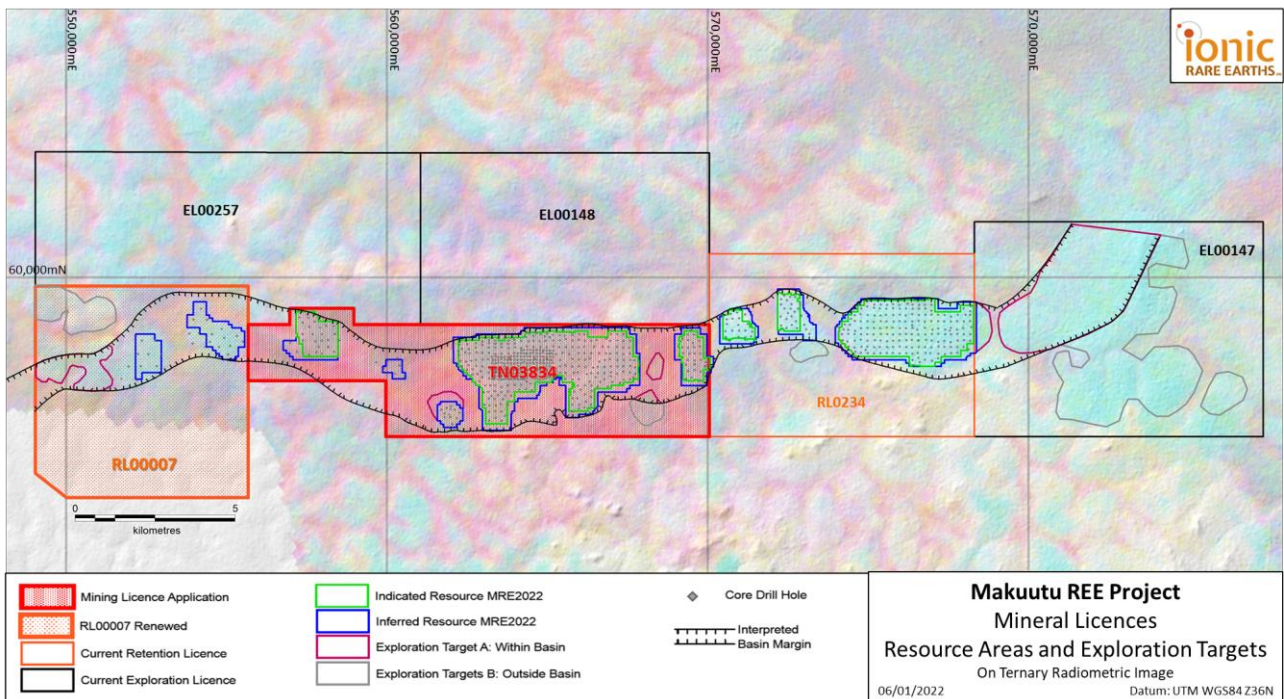 550,000mE
560,000mE
570,000mE
570,000mE
ionic
RARE EARTHS
EL00257
EL00148
EL00147
60,000mN
TN03834
RL0234
RL00007
0 5
kilometres
Mining Licence Application
RL00007 Renewed
Current Retention Licence
Current Exploration Licence
Indicated Resource MRE2022
Inferred Resource MRE2022
Exploration Target A: Within Basin
Exploration Targets B: Outside Basin
Core Drill Hole
Interpreted
Basin Margin
Makuutu REE Project
Mineral Licences
Resource Areas and Exploration Targets
On Ternary Radiometric Image
06/01/2022 Datum: UTM WGS84 Z36N